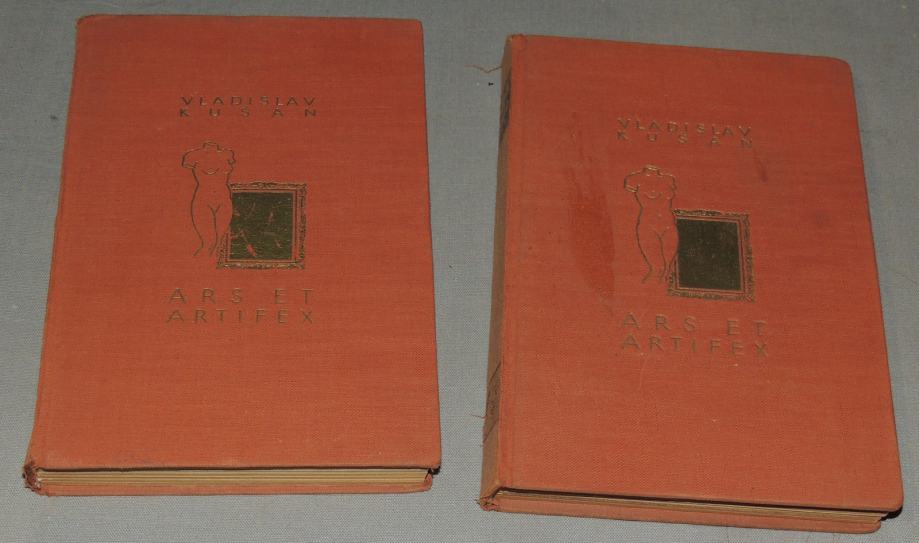 VLADISLAV
KUŠAN
ARS ET
ARTIFEX
VLADISLAV
KUŠAN
ARS ET
ARTIFEX